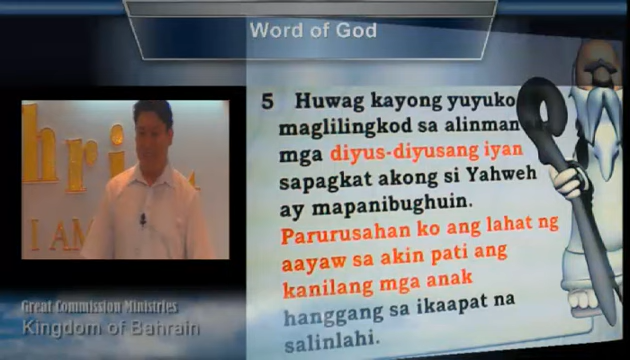 Word of God
5 Huwag kayong yuyuko
maglilingkod sa alinman
mga diyus-diyusang iyan
sapagkat akong si Yahweh
ay mapanibughuin.
Parurusahan ko ang lahat ng
aayaw sa akin pati ang
kanilang mga anak
hanggang sa ikaapat na
salinlahi.
hri
I AM
Great Commission Ministries
Kingdom of Bahrain